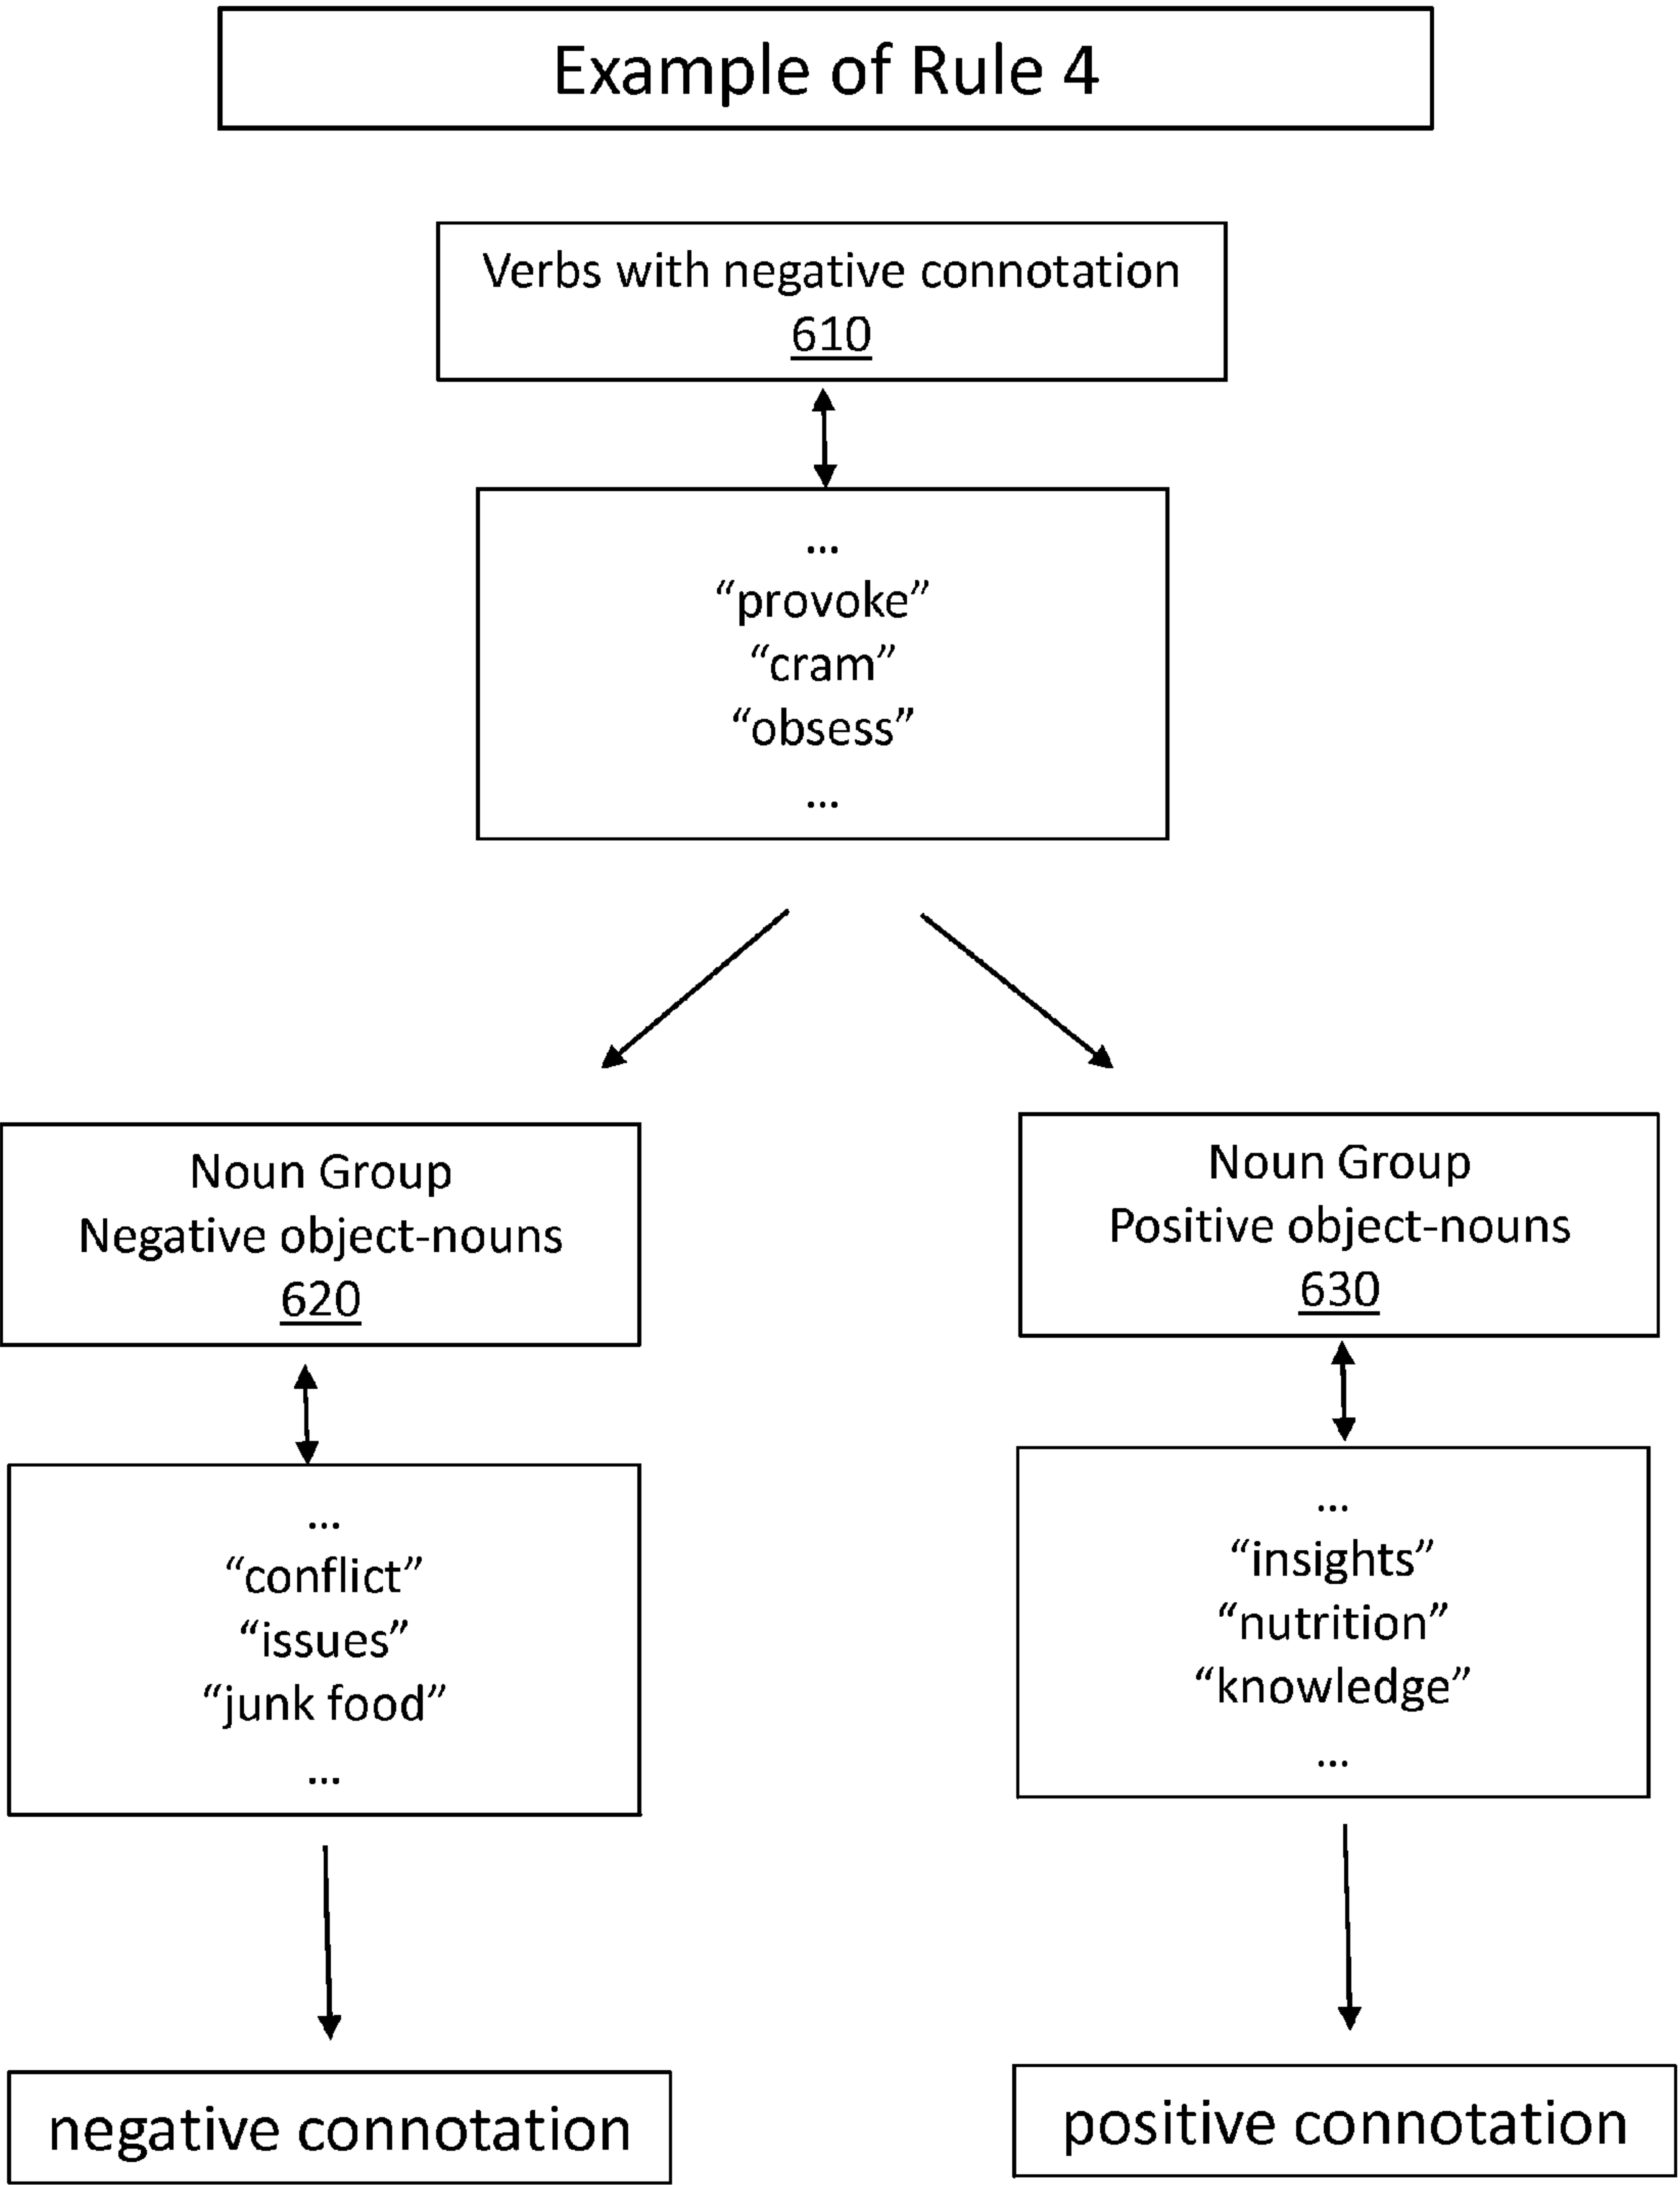 Example of Rule 4
Verbs with negative connotation
610
...
“provoke”
“cram”
“obsess”
...
Noun Group
Negative object-nouns
620
...
“conflict”
“issues”
“junk food”
...
negative connotation
Noun Group
Positive object-nouns
630
...
“insights”
“nutrition”
“knowledge”
...
positive connotation